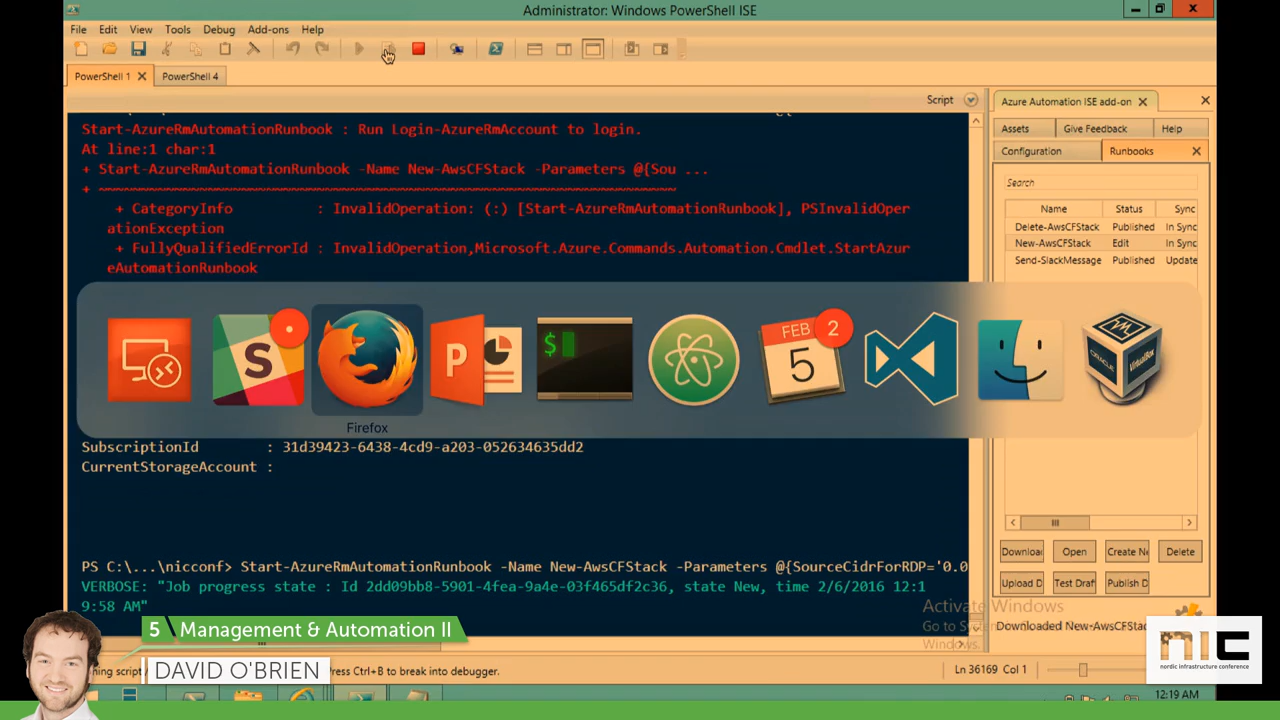 Administrator: Windows PowerShell ISE
File Edit View Tools Debug Add-ons Help
PowerShell 1 PowerShell 4
Script
Start-AzureRmAutomationRunbook : Run Login-AzureRmAccount to login.
At line:1 char:1
+ Start-AzureRmAutomationRunbook -Name New-AwsCFStack -Parameters @{Sou ...
+ ~~~~~~~~~~~~~~~~~~~~~~~~~~~~~~~~~~~~~~~~~~~~~~~~~~~~~~~~~~~~~~~~~~~~~
+ CategoryInfo : InvalidOperation: (:) [Start-AzureRmAutomationRunbook], PSInvalidOper
ationException
+ FullyQualifiedErrorId : InvalidOperation,Microsoft.Azure.Commands.Automation.Cmdlet.StartAzur
eAutomationRunbook
Azure Automation ISE add-on
Assets Give Feedback Help
Configuration Runbooks
Search
Name Status Sync
Delete-AwsCFStack Published In Sync
New-AwsCFStack Edit In Sync
Send-SlackMessage Published Update
S
P
$
FEB 2
5
ORACLE
VirtualBox
Firefox
SubscriptionId : 31d39423-6438-4cd9-a203-052634635dd2
CurrentStorageAccount :
PS C:\...\nicconf> Start-AzureRmAutomationRunbook -Name New-AwsCFStack -Parameters @{SourceCidrForRDP='0.0
VERBOSE: "Job progress state : Id 2dd09bb8-5901-4fea-9a4e-03f465df2c36, state New, time 2/6/2016 12:1
9:58 AM"
Downloa Open Create Ne Delete
Upload D Test Draf Publish D
Activate Windows
Go to System
Windows.
Downloaded New-AwsCFStac
5 \ Management & Automation II
DAVID O'BRIEN
Press Ctrl+B to break into debugger.
Ln 36169 Col 1
12:19 AM
nic
nordic infrastructure conference